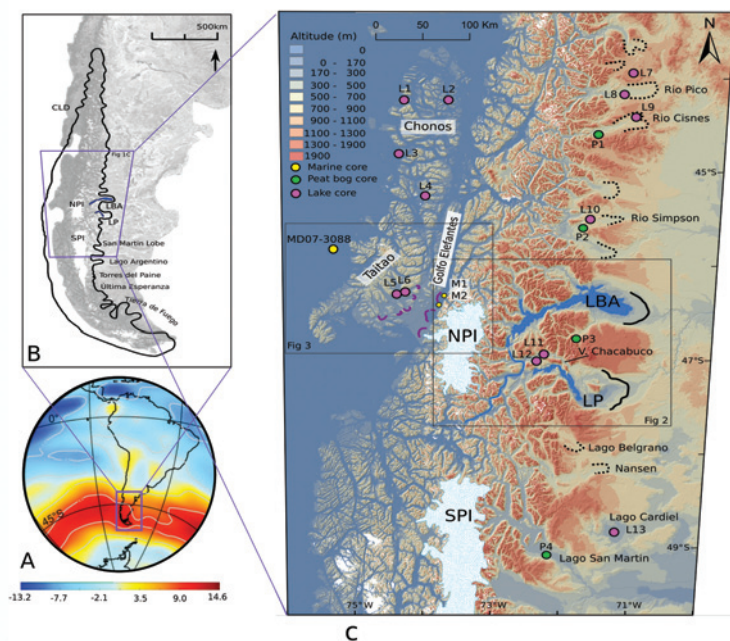 500km
CLD
Fig 1C
NPI
LBA
LP
SPI
San Martin Lobe
Lago Argentino
Torres del Paine
Última Esperanza
Tierra de Fuego
B
0°
45°S
A
-13.2 -7.7 -2.1 3.5 9.0 14.6
0 50 100 Km
N
Altitude (m)
0
0 - 170
170 - 300
300 - 500
500 - 700
700 - 900
900 - 1100
1100 - 1300
1300 - 1900
1900
Marine core
Peat bog core
Lake core
L1 L2
Chonos
L3
L4
L7
L8 Río Pico
L9
Rio Cisnes
P1
45°S
L10
Rio Simpson
P2
MD07-3088
Taitao
Golfo Elefantes
L5 L6
M1
M2
Fig 3
NPI
LBA
P3
L11
L12
V. Chacabuco
47°S
LP
Fig 2
Lago Belgrano
Nansen
SPI
Lago Cardiel
L13
P4
Lago San Martin
49°S
75°W 73°W 71°W
C